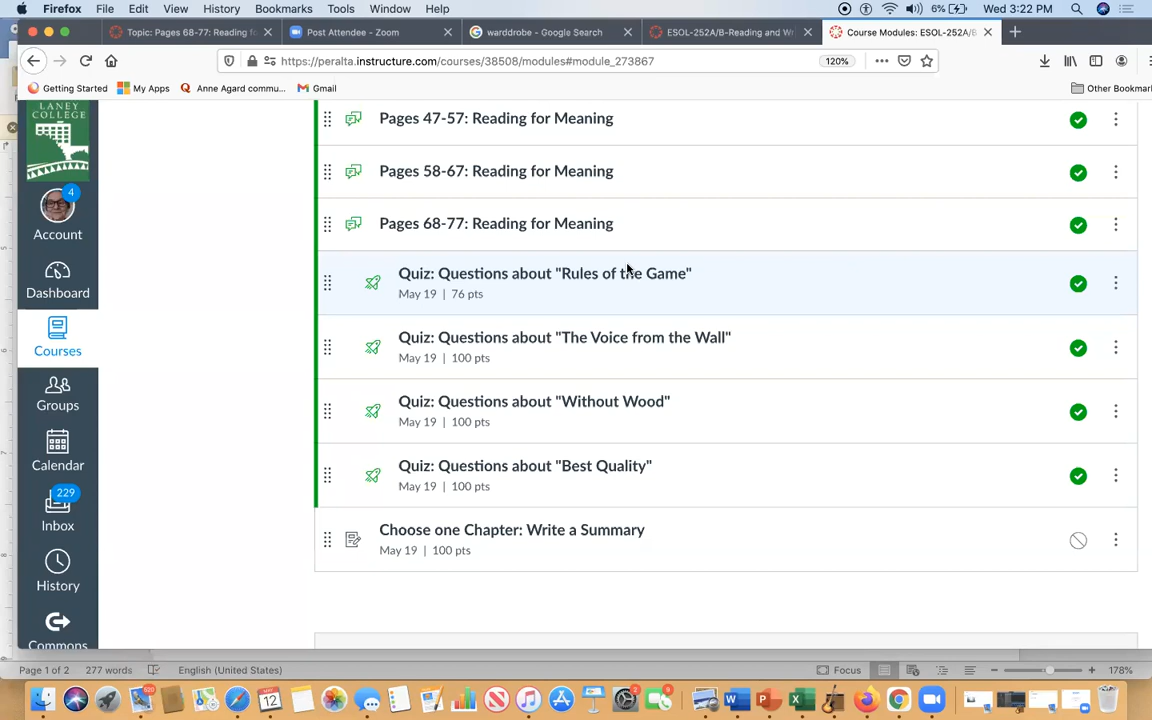 Firefox File Edit View History Bookmarks Tools Window Help 6% Wed 3:22 PM
Topic: Pages 68-77: Reading fo Post Attendee - Zoom warddrobe - Google Search ESOL-252A/B-Reading and Wr Course Modules: ESOL-252A/B
https://peralta.instructure.com/courses/38508/modules#module_273867 120%
Getting Started My Apps Anne Agard commu... Gmail Other Bookmar
LANEY COLLEGE
4
Account
Dashboard
Courses
Groups
Calendar
229
Inbox
History
Commons
Pages 47-57: Reading for Meaning
Pages 58-67: Reading for Meaning
Pages 68-77: Reading for Meaning
Quiz: Questions about "Rules of the Game"
May 19 | 76 pts
Quiz: Questions about "The Voice from the Wall"
May 19 | 100 pts
Quiz: Questions about "Without Wood"
May 19 | 100 pts
Quiz: Questions about "Best Quality"
May 19 | 100 pts
Choose one Chapter: Write a Summary
May 19 | 100 pts
Page 1 of 2 277 words English (United States) Focus 178%